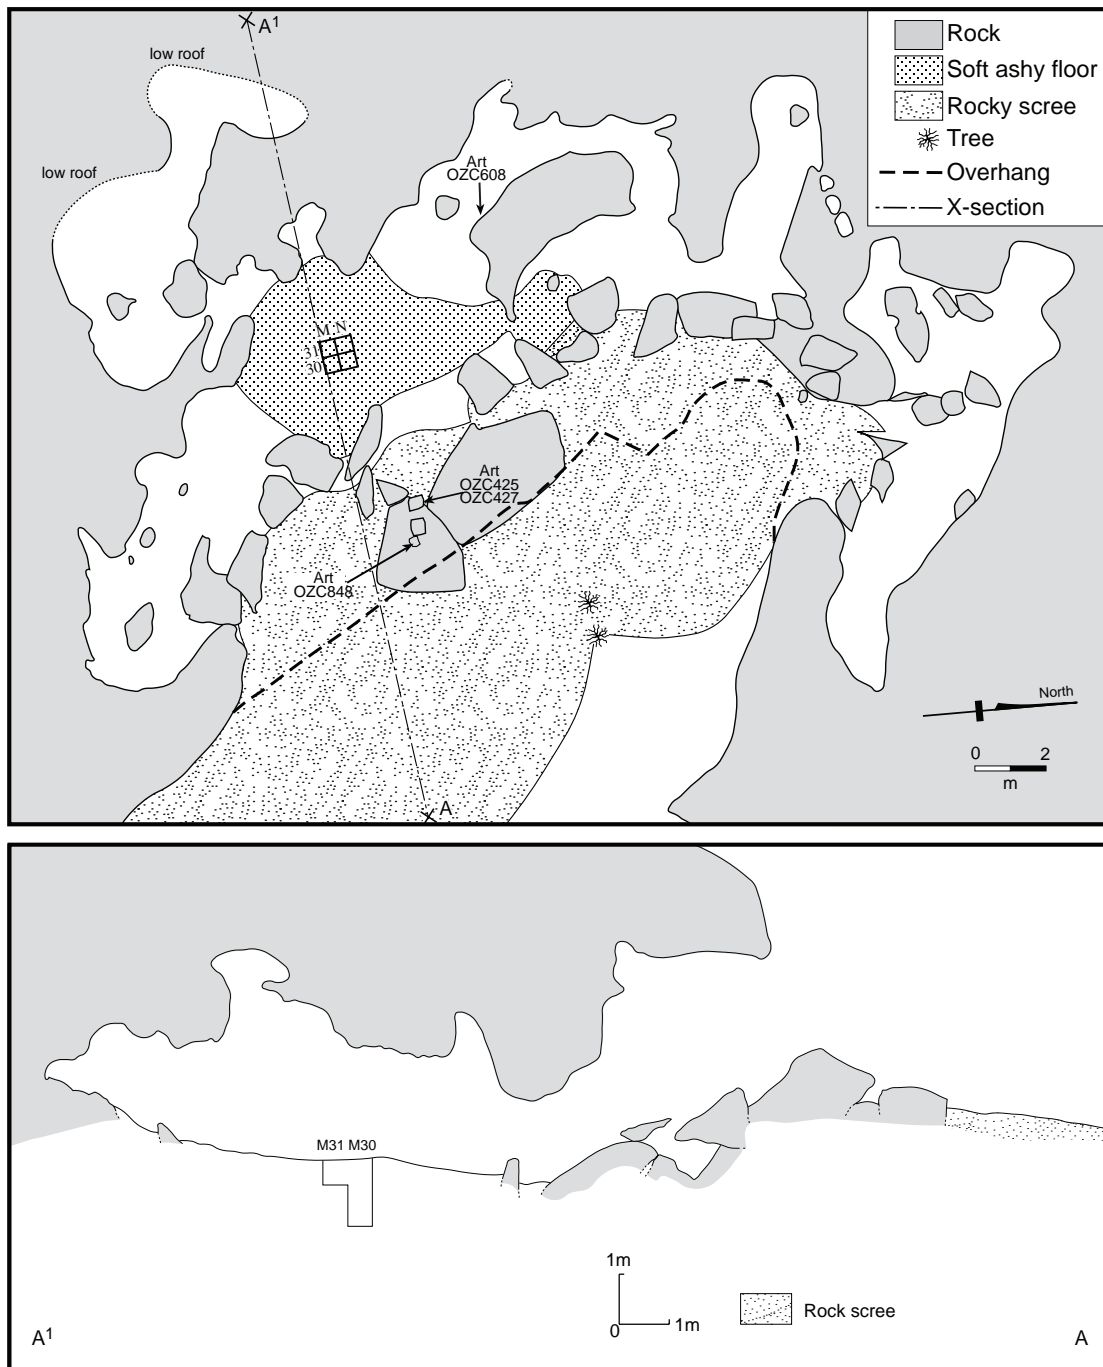 A1
low roof
low roof
Rock
Soft ashy floor
Rocky scree
Tree
Overhang
X-section
Art
OZC608
M N
31
30
Art
OZC425
OZC427
Art
OZC848
North
0 2
m
A
M31 M30
1m
0
1m
Rock scree
A1
A